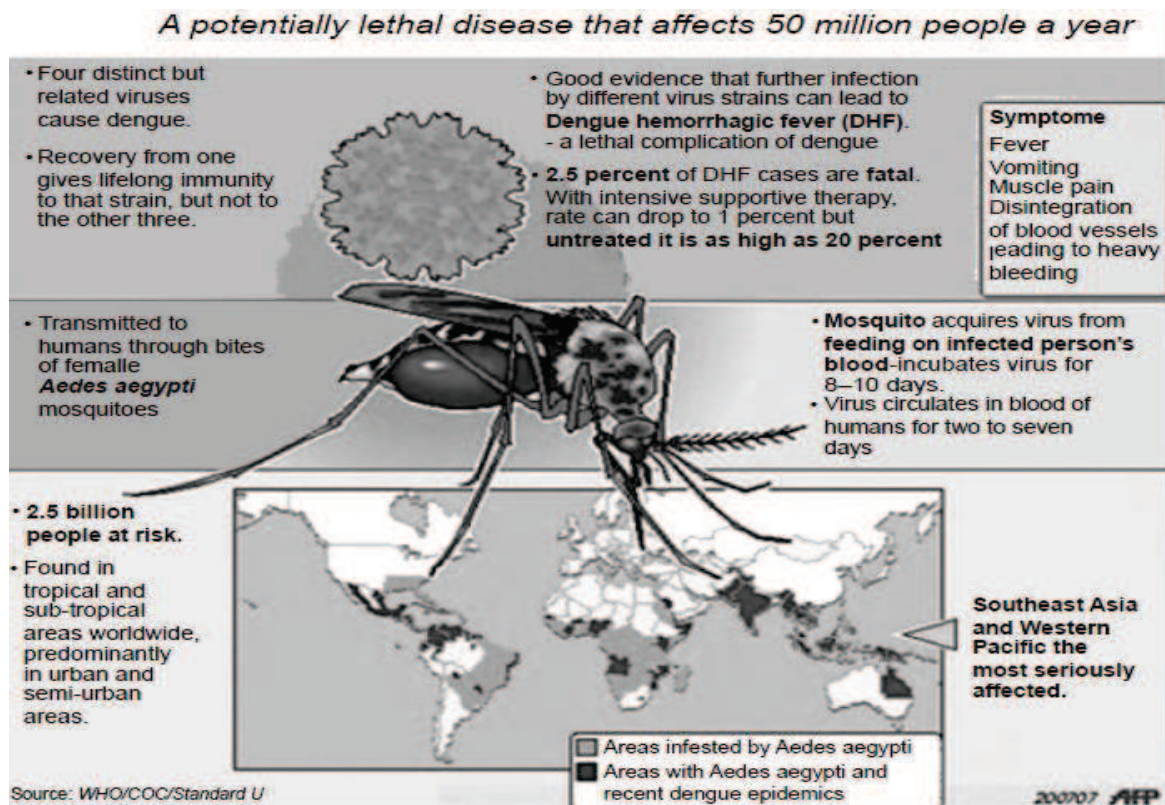 A potentially lethal disease that affects 50 million people a year
• Four distinct but
related viruses
cause dengue.
• Recovery from one
gives lifelong immunity
to that strain, but not to
the other three.
• Good evidence that further infection
by different virus strains can lead to
Dengue hemorrhagic fever (DHF).
- a lethal complication of dengue
• 2.5 percent of DHF cases are fatal.
With intensive supportive therapy,
rate can drop to 1 percent but
untreated it is as high as 20 percent
Symptome
Fever
Vomiting
Muscle pain
Disintegration
of blood vessels
leading to heavy
bleeding
• Transmitted to
humans through bites
of femalle
Aedes aegypti
mosquitoes
• Mosquito acquires virus from
feeding on infected person's
blood-incubates virus for
8–10 days.
• Virus circulates in blood of
humans for two to seven
days
• 2.5 billion
people at risk.
• Found in
tropical and
sub-tropical
areas worldwide,
predominantly
in urban and
semi-urban
areas.
Southeast Asia
and Western
Pacific the
most seriously
affected.
Areas infested by Aedes aegypti
Areas with Aedes aegypti and
recent dengue epidemics
Source: WHO/COC/Standard U
200707 AFP